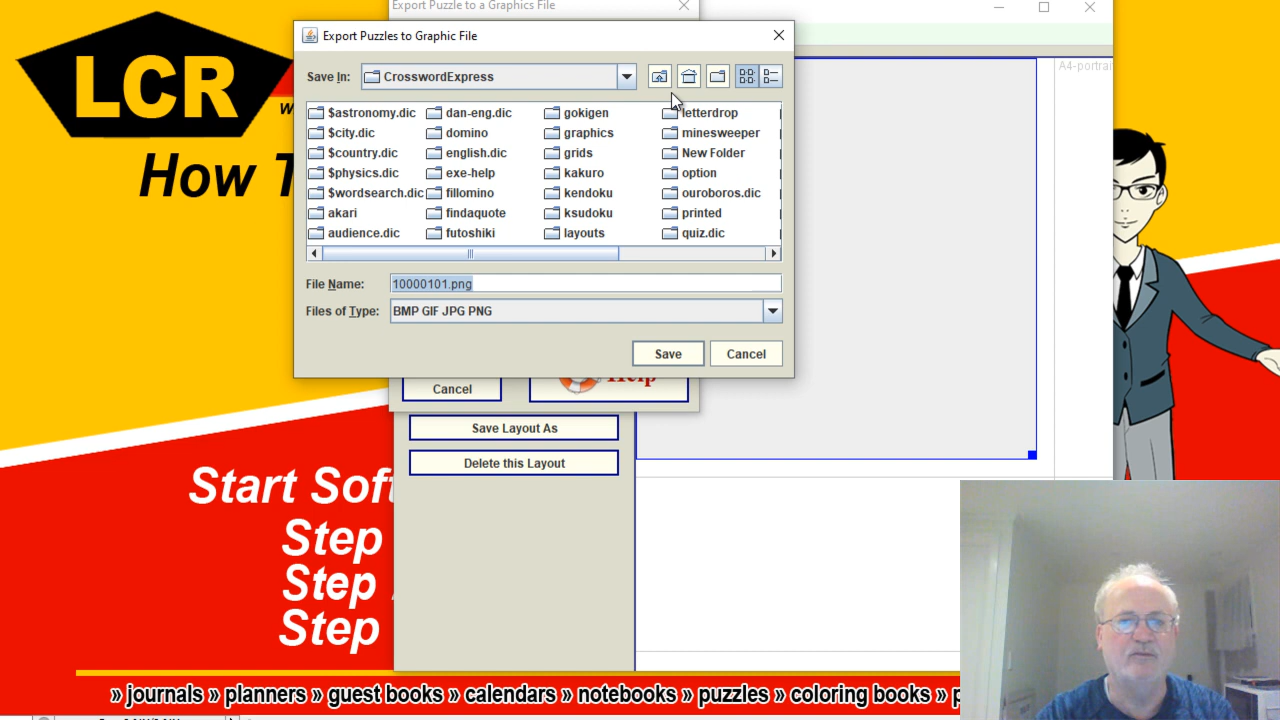 Export Puzzle to a Graphics File
LCR
w
How T
Export Puzzles to Graphic File
Save In: CrosswordExpress
$astronomy.dic dan-eng.dic gokigen letterdrop
$city.dic domino graphics minesweeper
$country.dic english.dic grids New Folder
$physics.dic exe-help kakuro option
$wordsearch.dic fillomino kendoku ouroboros.dic
akari findaquote ksudoku printed
audience.dic futoshiki layouts quiz.dic
File Name: 10000101.png
Files of Type: BMP GIF JPG PNG
Save Cancel
A4-portrai
Cancel Help
Save Layout As
Delete this Layout
Start Soft
Step
Step
Step
» journals » planners » guest books » calendars » notebooks » puzzles » coloring books » p